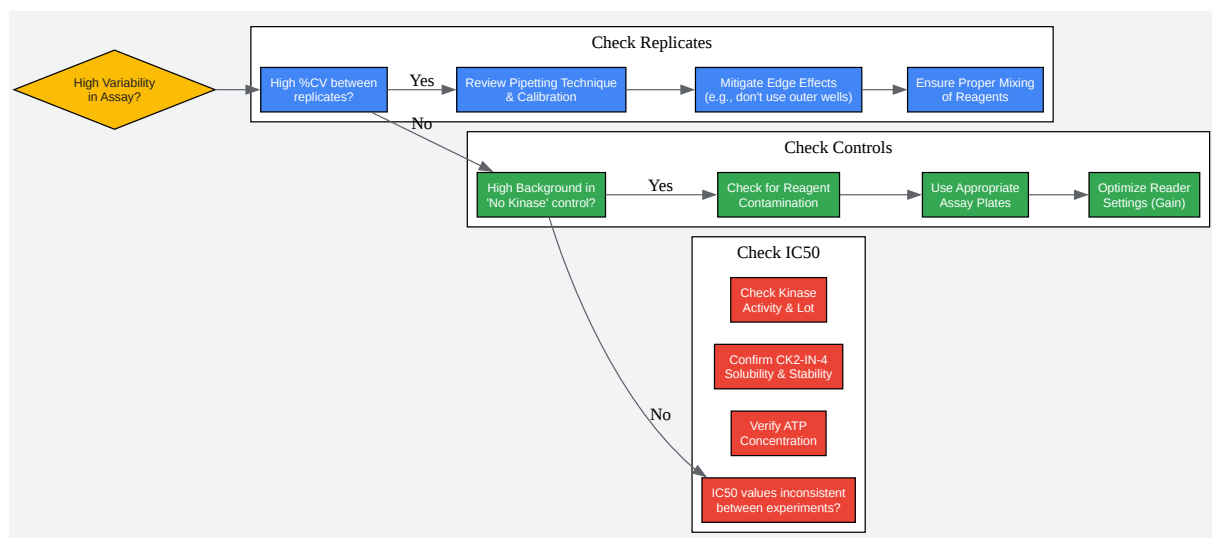 Check Replicates
High Variability
in Assay?
High %CV between
replicates?
Yes
Review Pipetting Technique
& Calibration
Mitigate Edge Effects
(e.g., don't use outer wells)
Ensure Proper Mixing
of Reagents
No
Check Controls
High Background in
'No Kinase' control?
Yes
Check for Reagent
Contamination
Use Appropriate
Assay Plates
Optimize Reader
Settings (Gain)
Check IC50
Check Kinase
Activity & Lot
Confirm CK2-IN-4
Solubility & Stability
No
Verify ATP
Concentration
IC50 values inconsistent
between experiments?